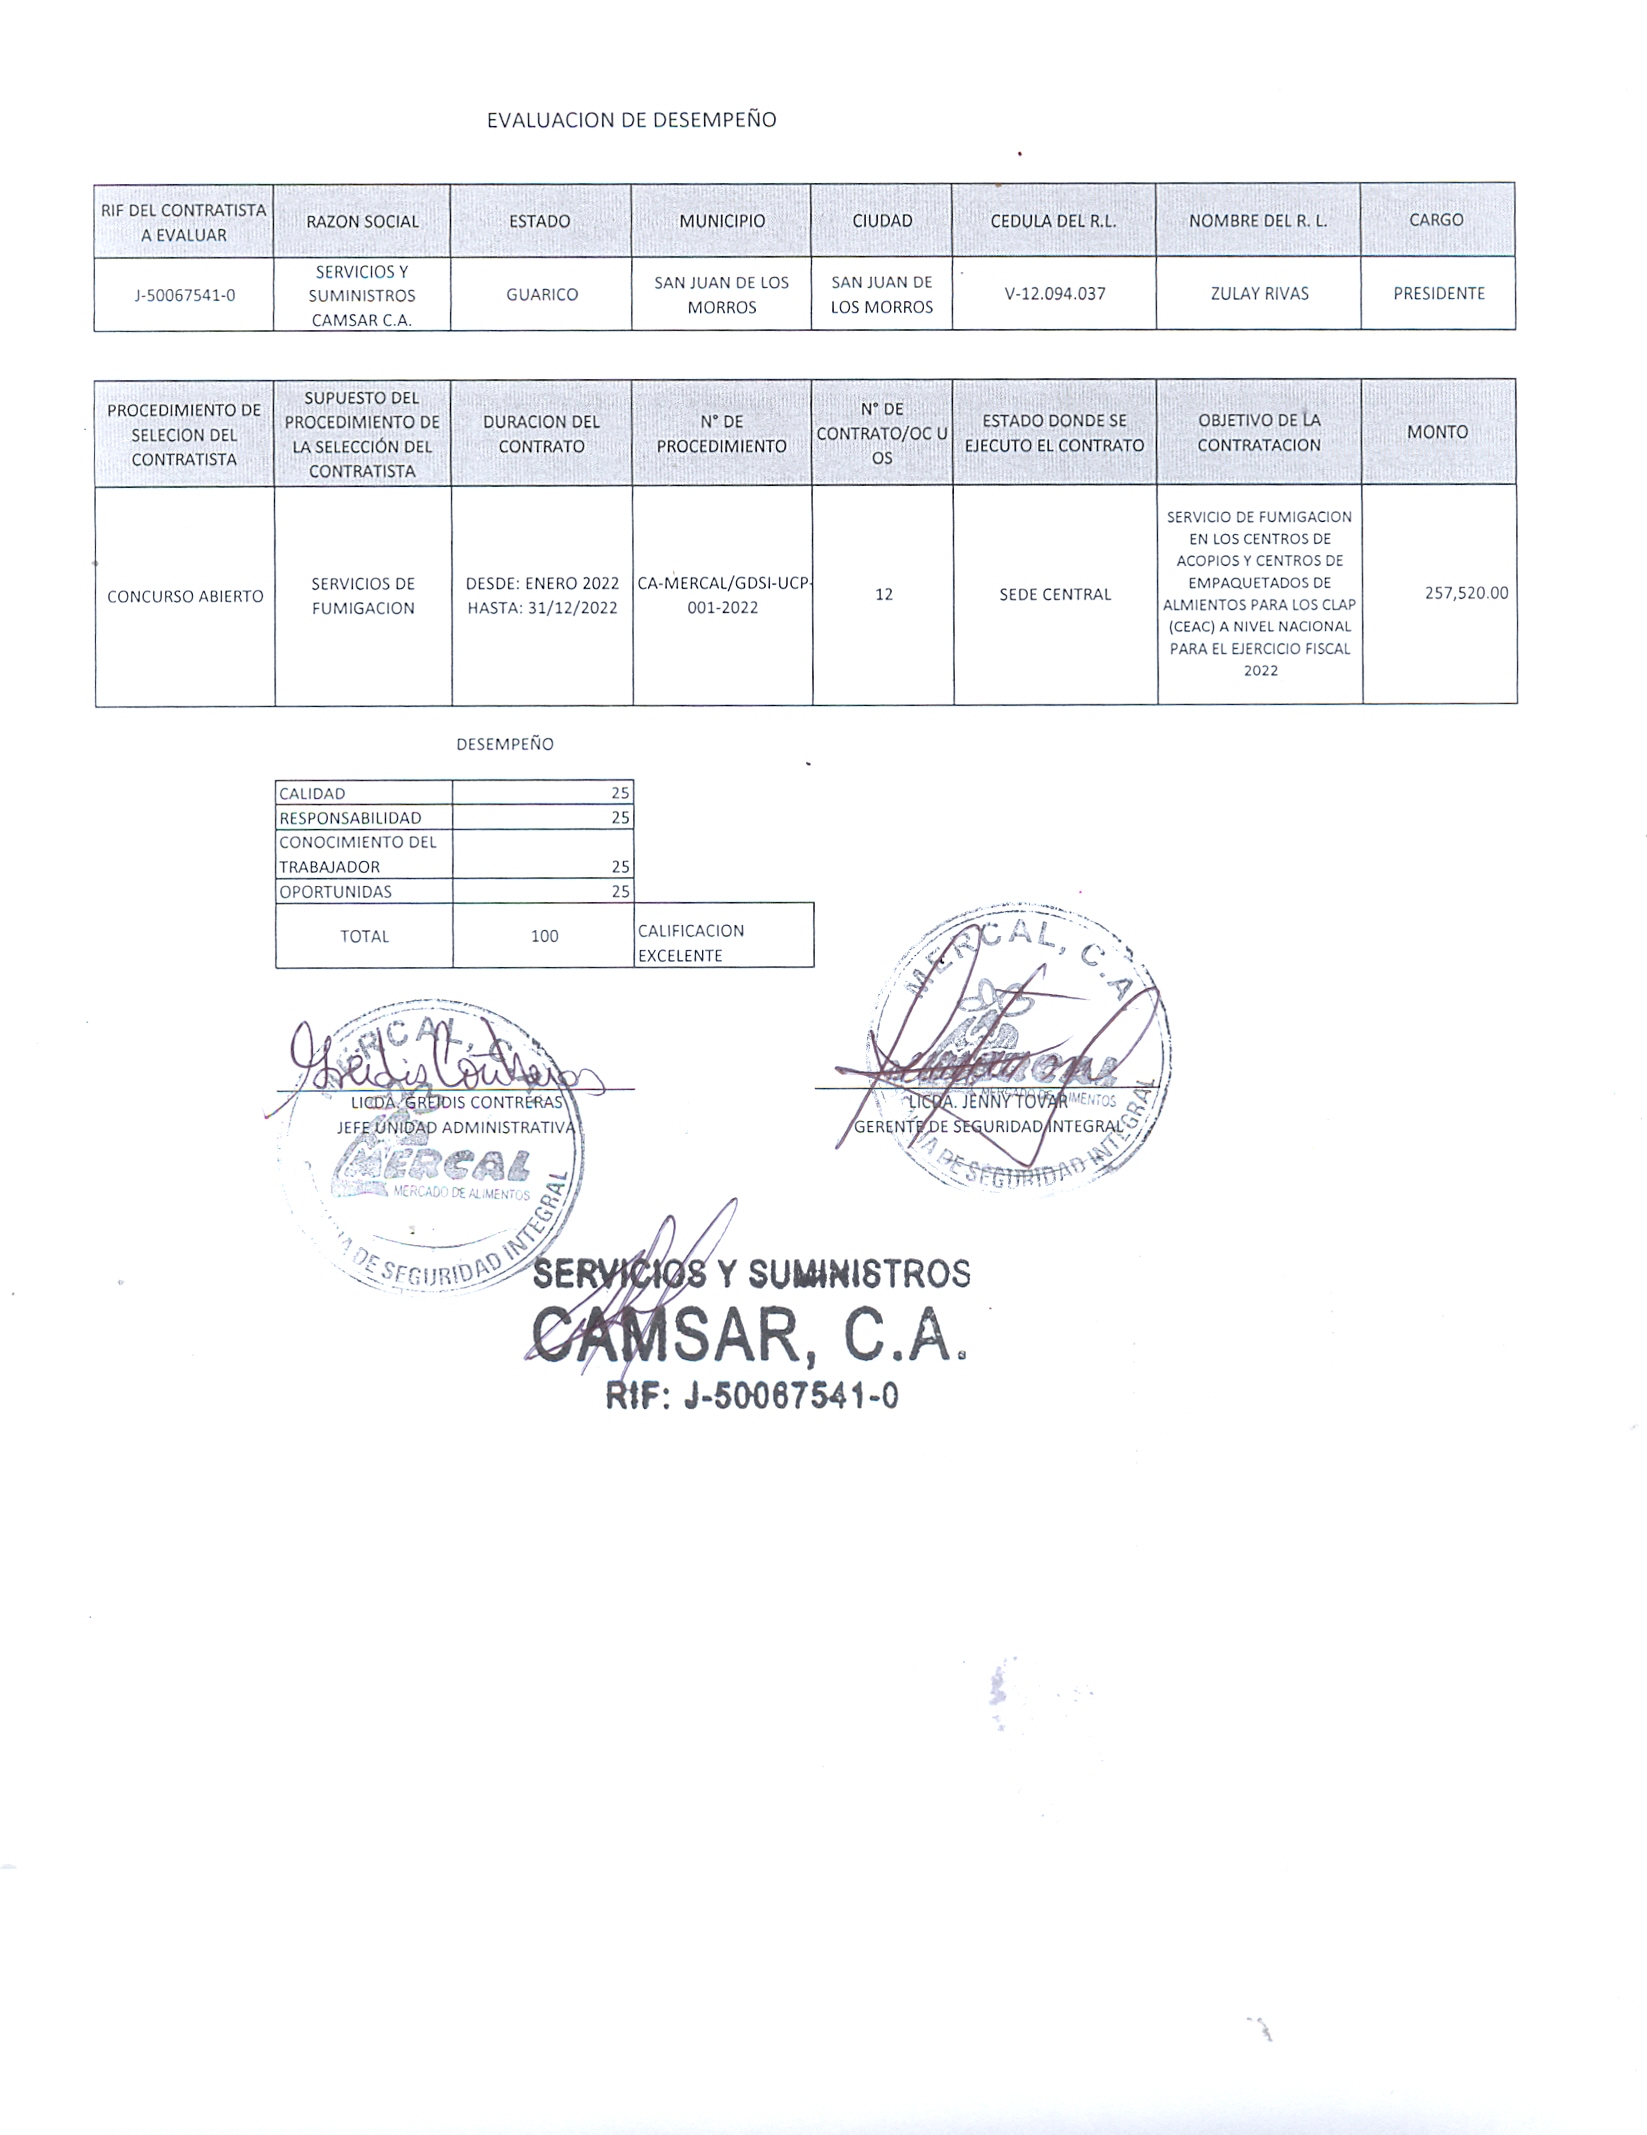 EVALUACION DE DESEMPEÑO
RIF DEL CONTRATISTA
A EVALUAR
RAZON SOCIAL
ESTADO
MUNICIPIO
CIUDAD
CEDULA DEL R.L.
NOMBRE DEL R. L.
CARGO
J-50067541-0
SERVICIOS Y
SUMINISTROS
CAMSAR C.A.
GUARICO
SAN JUAN DE LOS
MORROS
SAN JUAN DE
LOS MORROS
V-12.094.037
ZULAY RIVAS
PRESIDENTE
PROCEDIMIENTO DE
SELECION DEL
CONTRATISTA
SUPUESTO DEL
PROCEDIMIENTO DE
LA SELECCIÓN DEL
CONTRATISTA
DURACION DEL
CONTRATO
N° DE
PROCEDIMIENTO
N° DE
CONTRATO/OC U
OS
ESTADO DONDE SE
EJECUTO EL CONTRATO
OBJETIVO DE LA
CONTRATACION
MONTO
CONCURSO ABIERTO
SERVICIOS DE
FUMIGACION
DESDE: ENERO 2022
HASTA: 31/12/2022
CA-MERCAL/GDSI-UCP-
001-2022
12
SEDE CENTRAL
SERVICIO DE FUMIGACION
EN LOS CENTROS DE
ACOPIOS Y CENTROS DE
EMPAQUETADOS DE
ALMIENTOS PARA LOS CLAP
(CEAC) A NIVEL NACIONAL
PARA EL EJERCICIO FISCAL
2022
257,520.00
DESEMPEÑO
CALIDAD 25
RESPONSABILIDAD 25
CONOCIMIENTO DEL
TRABAJADOR 25
OPORTUNIDAS 25
TOTAL 100
CALIFICACION
EXCELENTE
MERCAL, C.A
Greidis Contreras
LICDA. GREIDIS CONTRERAS
JEFE UNIDAD ADMINISTRATIVA
MERCAL
MERCADO DE ALIMENTOS
DE SEGURIDAD INTEGRAL
MERCAL, C.A
LICDA. JENNY TOVAR
GERENTE DE SEGURIDAD INTEGRAL
DE SEGURIDAD INTEGRAL
SERVICIOS Y SUMINISTROS
CAMSAR, C.A.
RIF: J-50067541-0